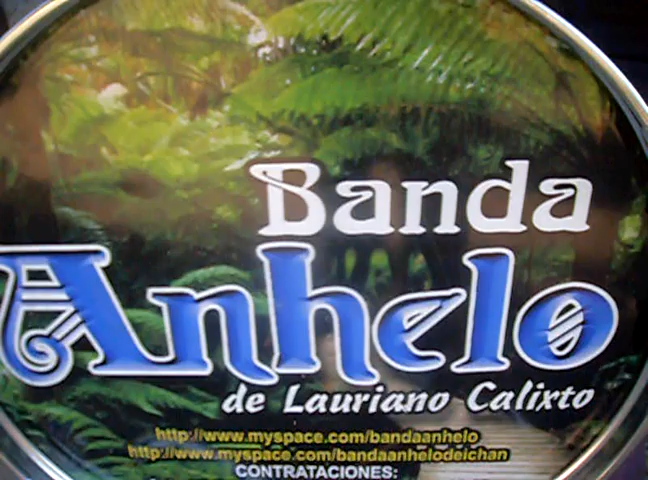 Banda
Anhelo
de Lauriano Calixto
http://www.myspace.com/bandaanhelo
http://www.myspace.com/bandaanhelodeichan
CONTRATACIONES: